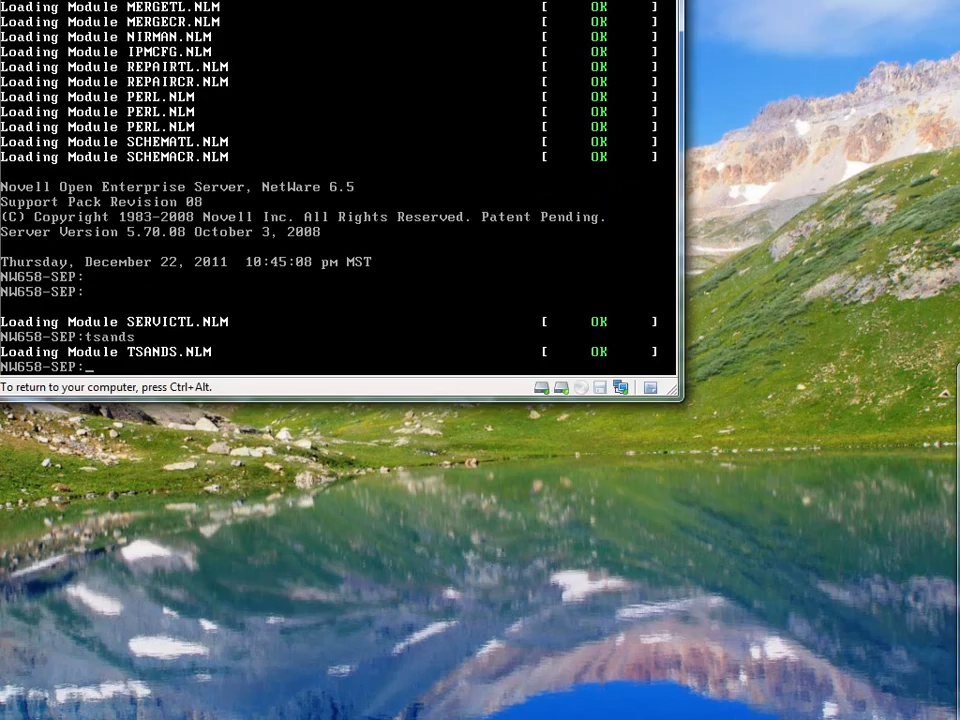 Loading Module MERGETL.NLM [ OK ]
Loading Module MERGECR.NLM [ OK ]
Loading Module NIRMAN.NLM [ OK ]
Loading Module IPMCFG.NLM [ OK ]
Loading Module REPAIRTL.NLM [ OK ]
Loading Module REPAIRCR.NLM [ OK ]
Loading Module PERL.NLM [ OK ]
Loading Module PERL.NLM [ OK ]
Loading Module PERL.NLM [ OK ]
Loading Module SCHEMATL.NLM [ OK ]
Loading Module SCHEMACR.NLM [ OK ]
Novell Open Enterprise Server, NetWare 6.5
Support Pack Revision 08
(C) Copyright 1983-2008 Novell Inc. All Rights Reserved. Patent Pending.
Server Version 5.70.08 October 3, 2008
Thursday, December 22, 2011  10:45:08 pm MST
NW658-SEP:
NW658-SEP:
Loading Module SERVICTL.NLM [ OK ]
NW658-SEP:tsands
Loading Module TSANDS.NLM [ OK ]
NW658-SEP:_
To return to your computer, press Ctrl+Alt.